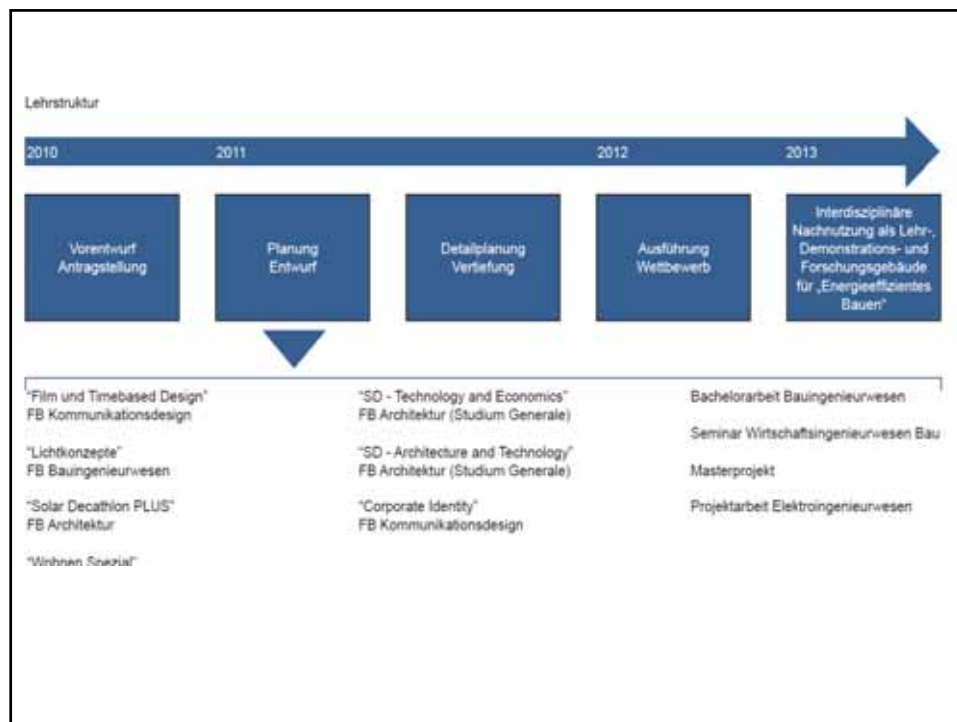 Lehrstruktur
2010 2011 2012 2013
Vorentwurf
Antragstellung
Planung
Entwurf
Detailplanung
Vertiefung
Ausführung
Wettbewerb
Interdisziplinäre
Nachnutzung als Lehr-,
Demonstrations- und
Forschungsgebäude
für „Energieeffizientes
Bauen"
"Film und Timebased Design"
FB Kommunikationsdesign
"Lichtkonzepte"
FB Bauingenieurwesen
"Solar Decathlon PLUS"
FB Architektur
"Wohnen Spezial"
"SD - Technology and Economics"
FB Architektur (Studium Generale)
"SD - Architecture and Technology"
FB Architektur (Studium Generale)
"Corporate Identity"
FB Kommunikationsdesign
Bachelorarbeit Bauingenieurwesen
Seminar Wirtschaftsingenieurwesen Bau
Masterprojekt
Projektarbeit Elektroingenieurwesen